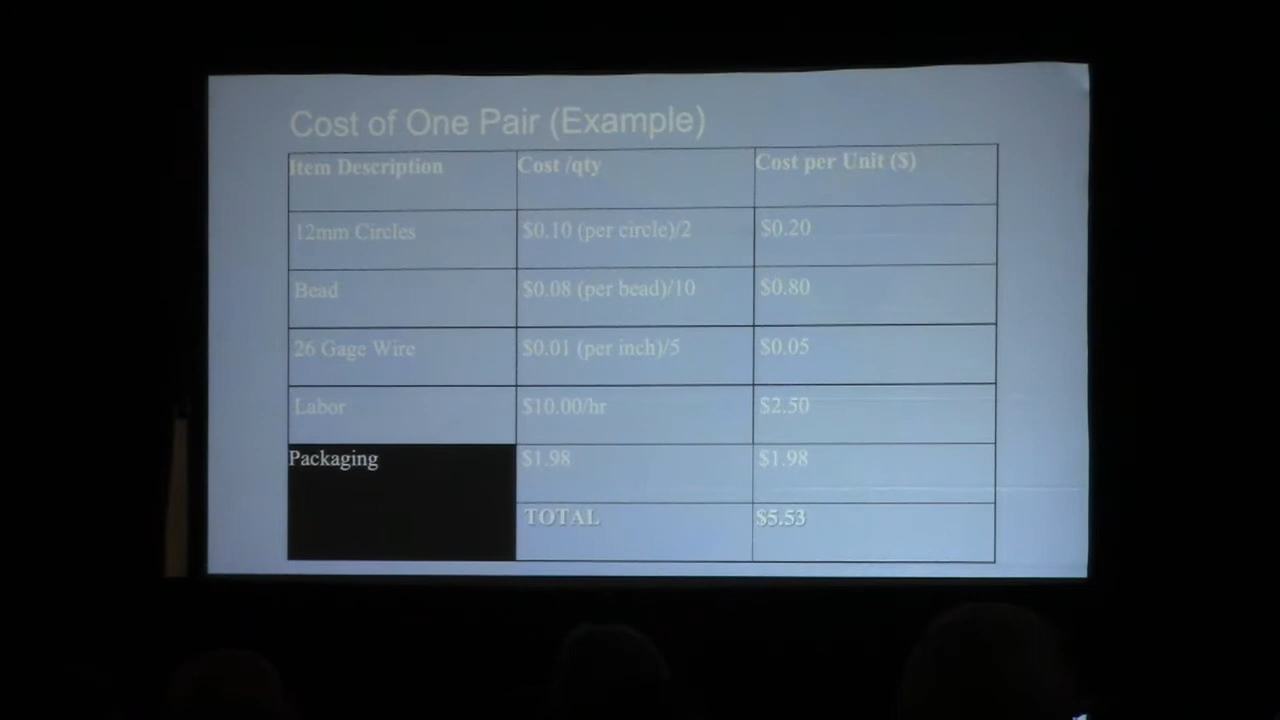 Cost of One Pair (Example)
Item Description Cost /qty Cost per Unit ($)
12mm Circles $0.10 (per circle)/2 $0.20
Bead $0.08 (per bead)/10 $0.80
26 Gage Wire $0.01 (per inch)/5 $0.05
Labor $10.00/hr $2.50
Packaging $1.98 $1.98
TOTAL $5.53